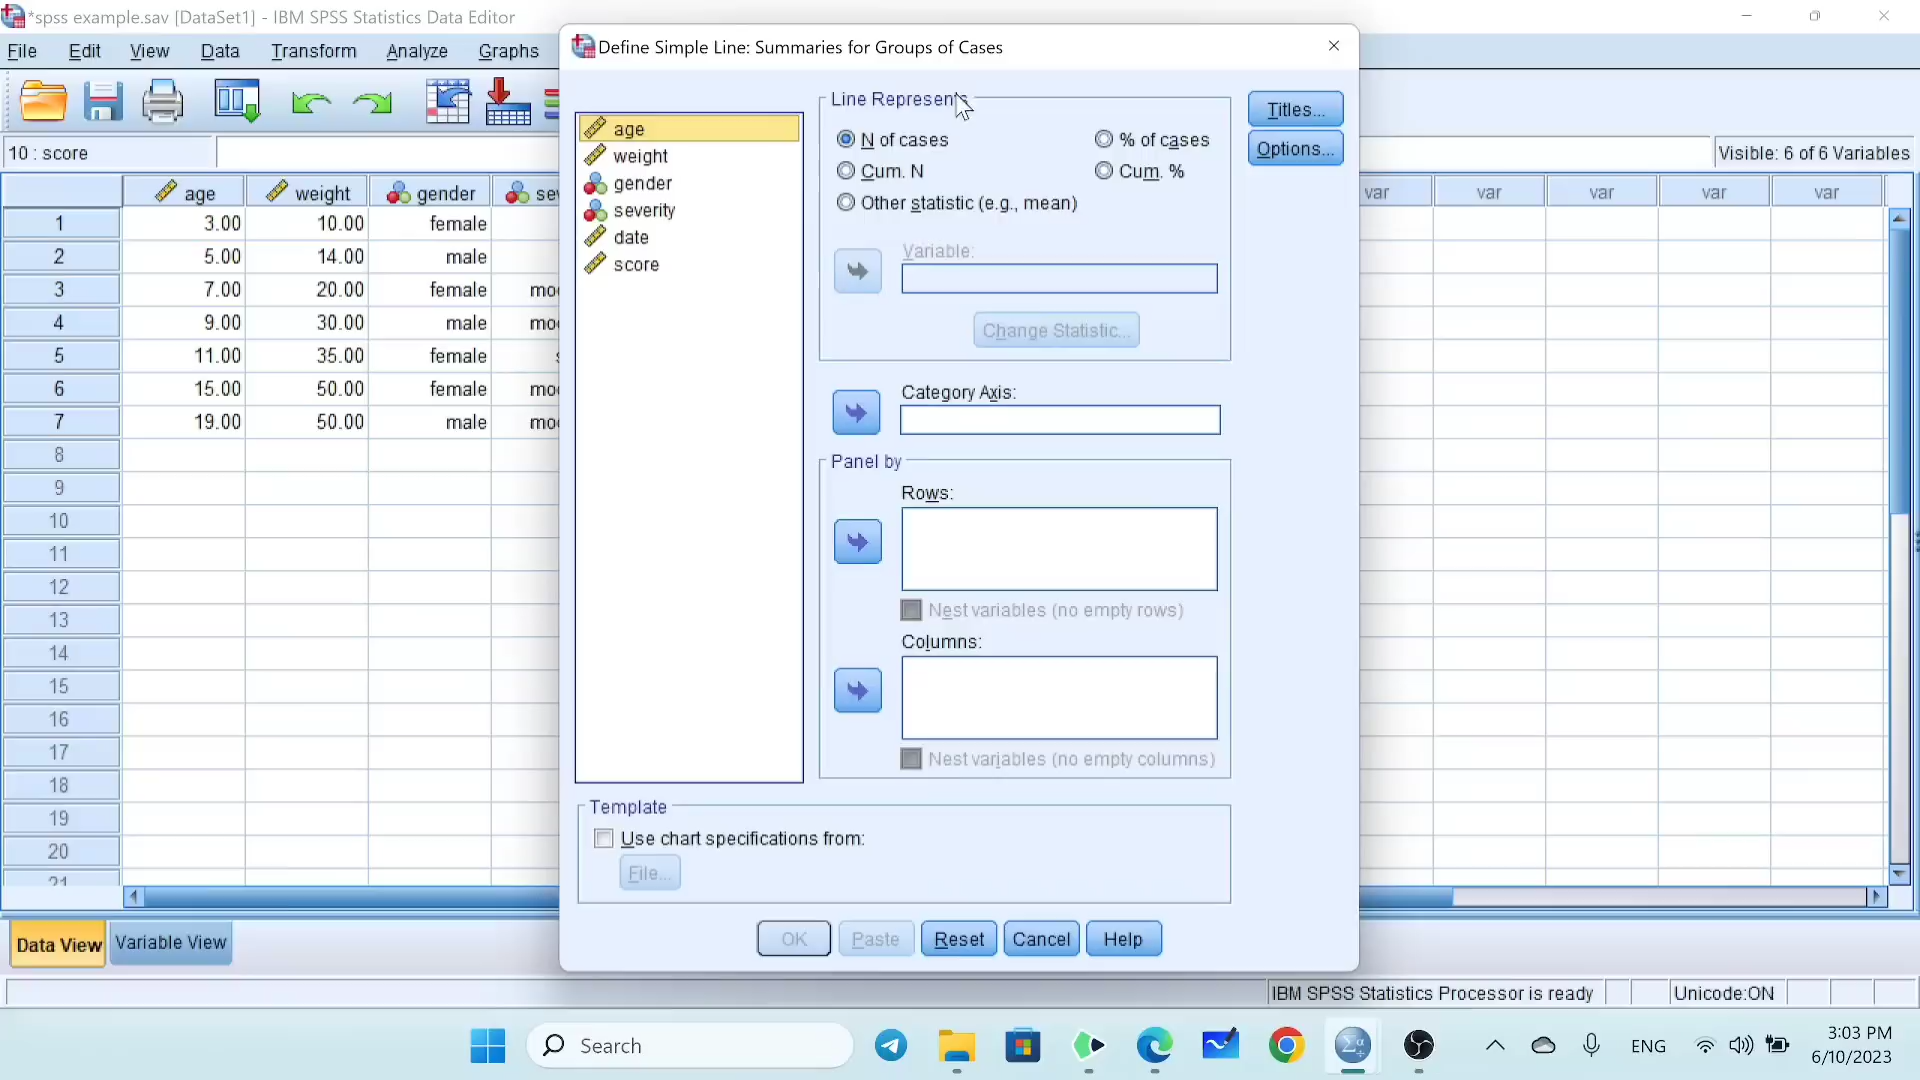 *spss example.sav [DataSet1] - IBM SPSS Statistics Data Editor
File Edit View Data Transform Analyze Graphs
10 : score
Visible: 6 of 6 Variables
age weight gender var var var var var
1 3.00 10.00 female
2 5.00 14.00 male
3 7.00 20.00 female
4 9.00 30.00 male
5 11.00 35.00 female
6 15.00 50.00 female
7 19.00 50.00 male
8
9
10
11
12
13
14
15
16
17
18
19
20
21
Data View Variable View
IBM SPSS Statistics Processor is ready Unicode:ON
Define Simple Line: Summaries for Groups of Cases
age
weight
gender
severity
date
score
Line Represents
N of cases % of cases
Cum. N Cum. %
Other statistic (e.g., mean)
Variable:
Change Statistic...
Category Axis:
Panel by
Rows:
Nest variables (no empty rows)
Columns:
Nest variables (no empty columns)
Titles...
Options...
Template
Use chart specifications from:
File...
OK Paste Reset Cancel Help
Search
ENG
3:03 PM
6/10/2023